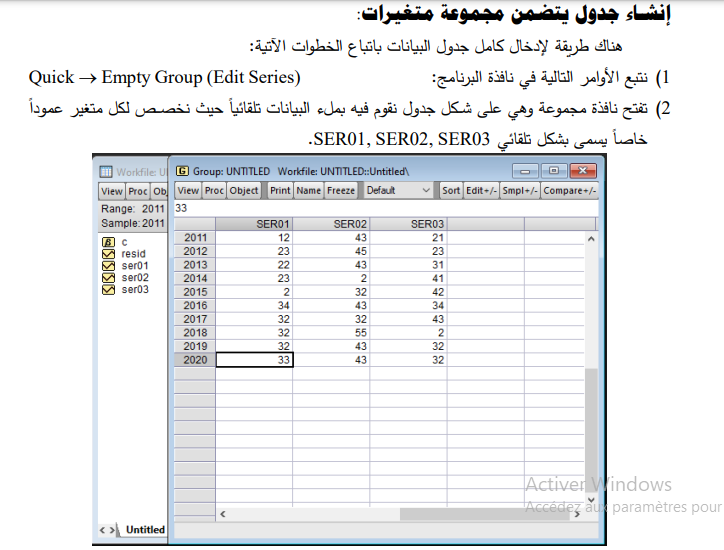 إنشاء جدول يتضمن مجموعة متغيرات:
هناك طريقة لإدخال كامل جدول البيانات باتباع الخطوات الآتية:
1) نتبع الأوامر التالية في نافذة البرنامج: Quick → Empty Group (Edit Series)
2) تفتح نافذة مجموعة وهي على شكل جدول نقوم فيه بملء البيانات تلقائياً حيث نخصص لكل متغير عموداً
خاصاً يسمى بشكل تلقائي SER01, SER02, SER03.
Workfile: U
G Group: UNTITLED Workfile: UNTITLED::Untitled\
View Proc Obj
View Proc Object Print Name Freeze Default Sort Edit+/- Smpl+/- Compare+/-
Range: 2011
33
Sample: 2011
SER01 SER02 SER03
2011 12 43 21
2012 23 45 23
2013 22 43 31
2014 23 2 41
2015 2 32 42
2016 34 43 34
2017 32 32 43
2018 32 55 2
2019 32 43 32
2020 33 43 32
B c
resid
ser01
ser02
ser03
Untitled
Activer Windows
Accédez aux paramètres pour